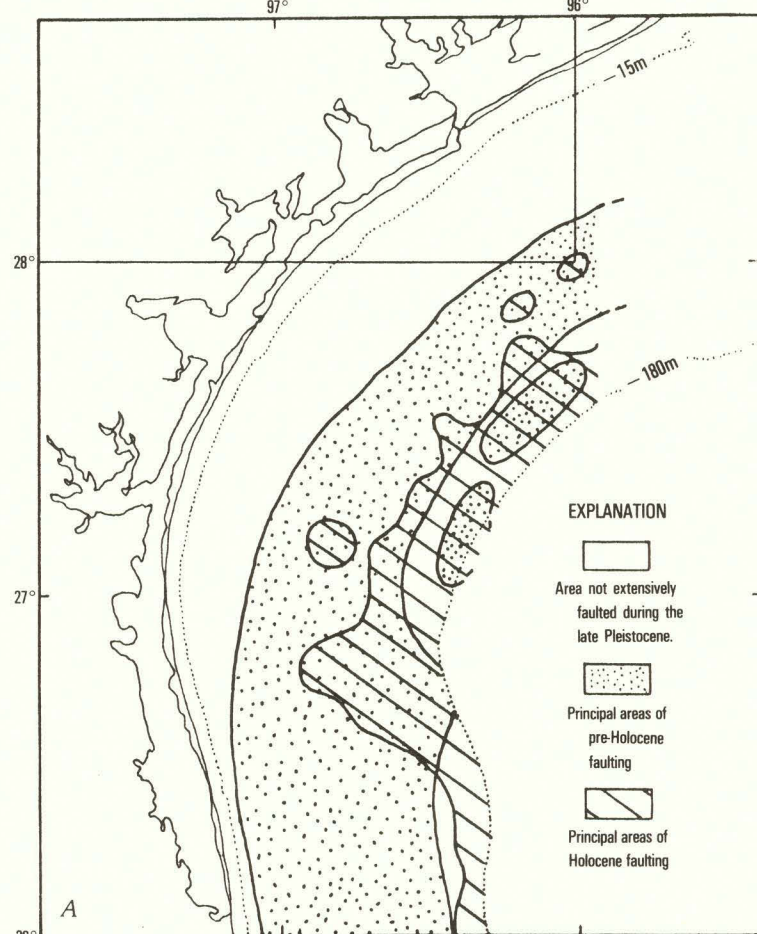 97°
96°
15m
28°
180m
EXPLANATION
Area not extensively
faulted during the
late Pleistocene.
27°
Principal areas of
pre-Holocene
faulting
Principal areas of
Holocene faulting
A